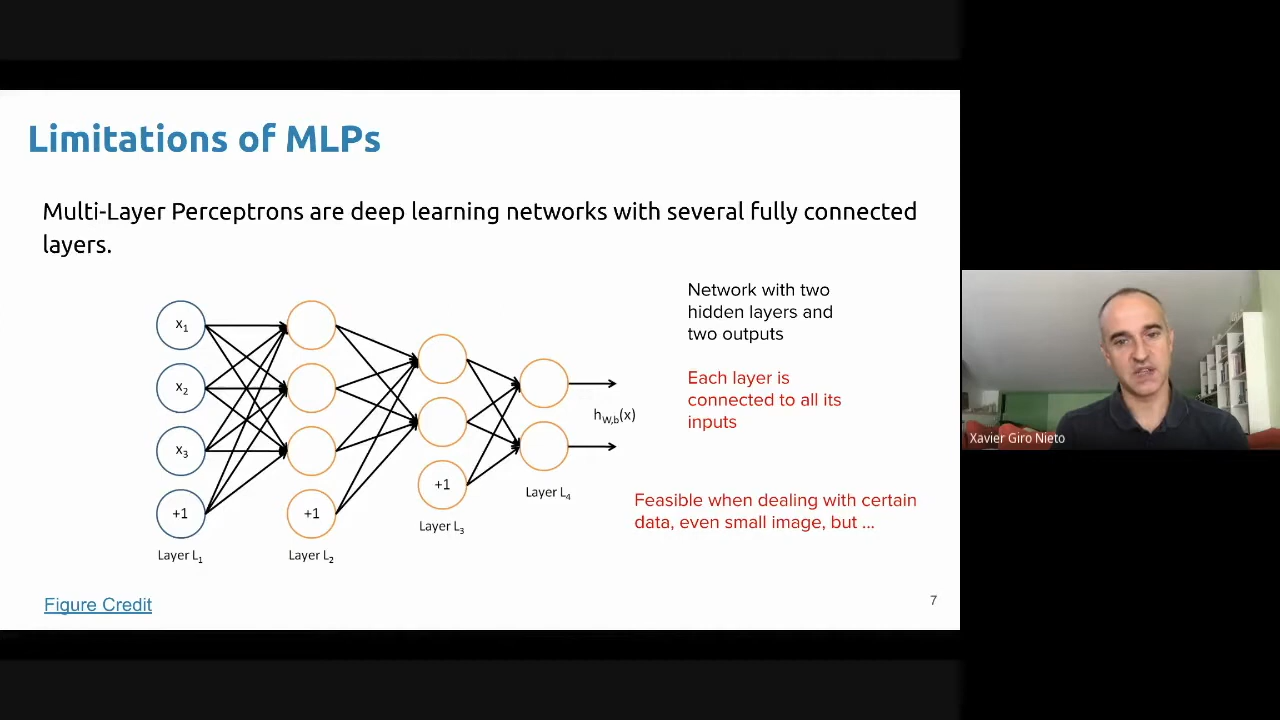 Limitations of MLPs
Multi-Layer Perceptrons are deep learning networks with several fully connected
layers.
Network with two
hidden layers and
two outputs
Each layer is
connected to all its
inputs
x1
x2
x3
+1
+1
+1
hW,b(x)
Layer L1
Layer L2
Layer L3
Layer L4
Feasible when dealing with certain
data, even small image, but ...
Figure Credit
7
Xavier Giro Nieto